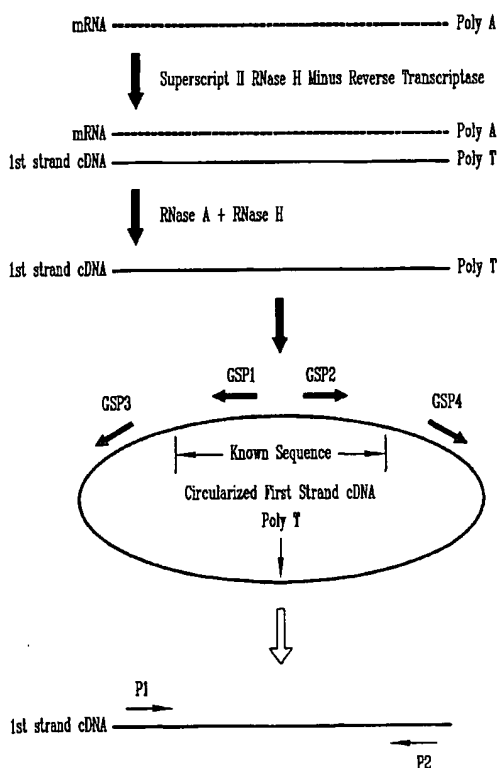 mRNA Poly A
Superscript II RNase H Minus Reverse Transcriptase
mRNA Poly A
1st strand cDNA Poly T
RNase A + RNase H
1st strand cDNA Poly T
GSP1 GSP2
GSP3 GSP4
Known Sequence
Circularized First Strand cDNA
Poly T
P1
1st strand cDNA
P2